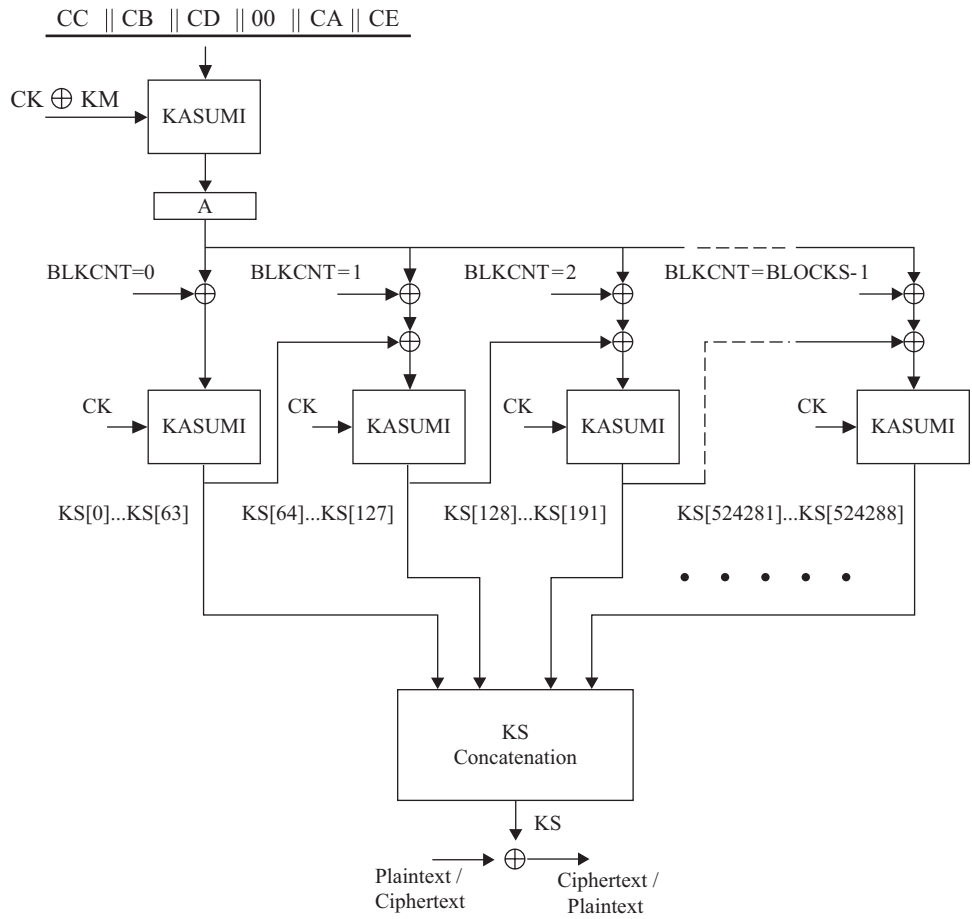 CC || CB || CD || 00 || CA || CE
CK ⊕ KM
KASUMI
A
BLKCNT=0
BLKCNT=1
BLKCNT=2
BLKCNT=BLOCKS-1
CK
KASUMI
CK
KASUMI
CK
KASUMI
CK
KASUMI
KS[0]...KS[63]
KS[64]...KS[127]
KS[128]...KS[191]
KS[524281]...KS[524288]
KS
Concatenation
KS
Plaintext /
Ciphertext
Ciphertext /
Plaintext